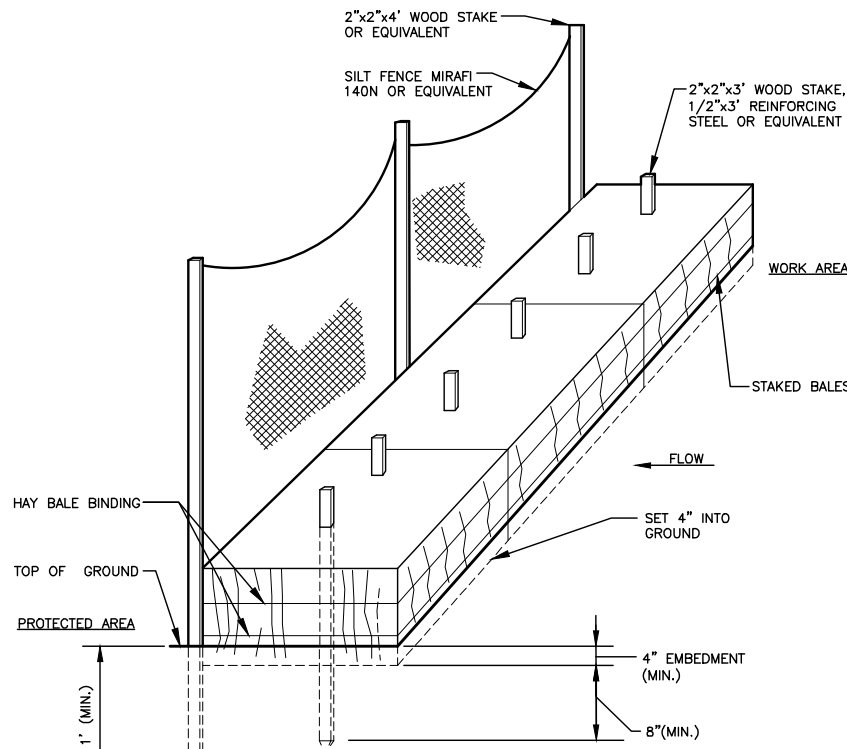 2"x2"x4' WOOD STAKE
OR EQUIVALENT
SILT FENCE MIRAFI
140N OR EQUIVALENT
2"x2"x3' WOOD STAKE,
1/2"x3' REINFORCING
STEEL OR EQUIVALENT
WORK AREA
STAKED BALES
FLOW
HAY BALE BINDING
SET 4" INTO
GROUND
TOP OF GROUND
PROTECTED AREA
4" EMBEDMENT
(MIN.)
1' (MIN.)
8"(MIN.)